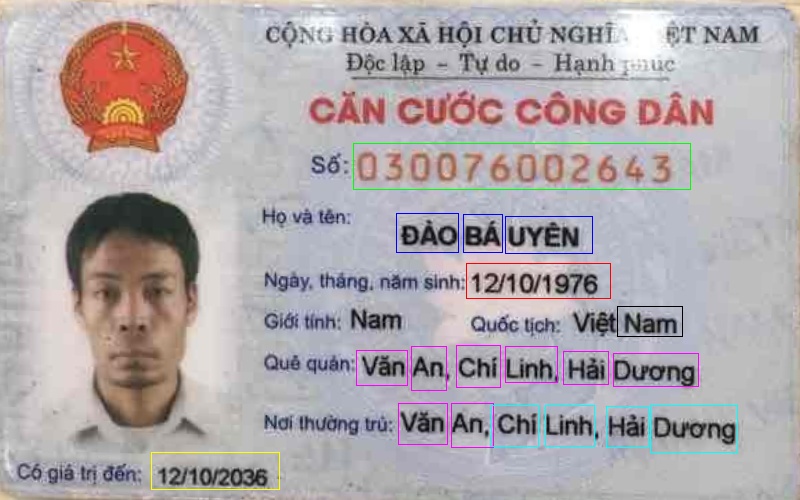 CỘNG HÒA XÃ HỘI CHỦ NGHĨA VIỆT NAM
Độc lập - Tự do - Hạnh phúc
CĂN CƯỚC CÔNG DÂN
Số: 030076002643
Họ và tên:
ĐÀO BÁ UYÊN
Ngày, tháng, năm sinh: 12/10/1976
Giới tính: Nam Quốc tịch: Việt Nam
Quê quán: Văn An, Chí Linh, Hải Dương
Nơi thường trú: Văn An, Chí Linh, Hải Dương
Có giá trị đến: 12/10/2036